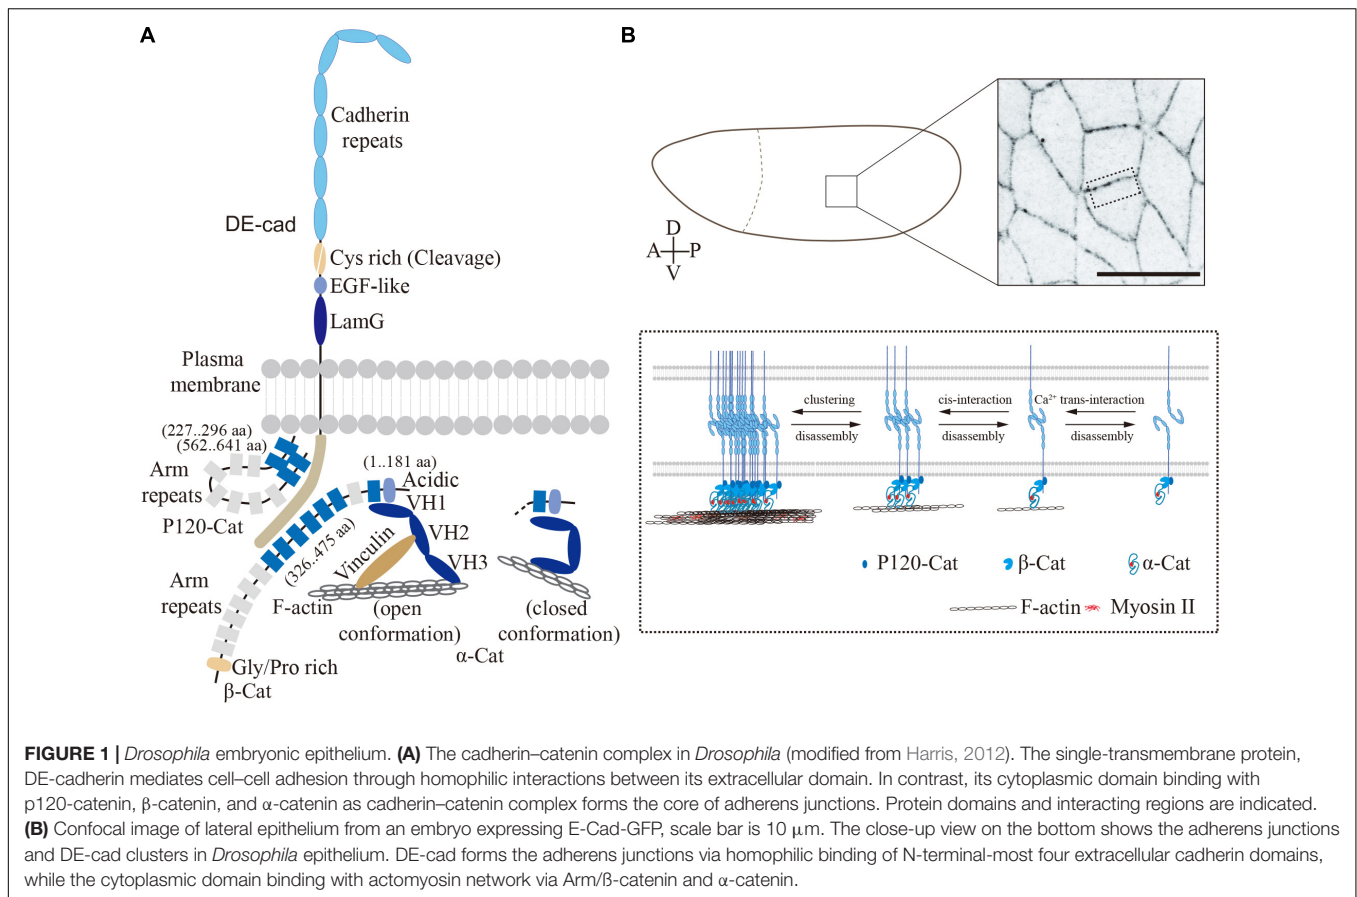 A
Cadherin
repeats
DE-cad
Cys rich (Cleavage)
EGF-like
LamG
Plasma
membrane
(227..296 aa)
(562..641 aa)
Arm
repeats
P120-Cat
(1..181 aa)
Acidic
VH1
VH2
VH3
Vinculin
(326..475 aa)
Arm
repeats
F-actin
(open
conformation)
(closed
conformation)
α-Cat
Gly/Pro rich
β-Cat
B
D
A
P
V
clustering
disassembly
cis-interaction
disassembly
Ca²⁺ trans-interaction
disassembly
P120-Cat
β-Cat
α-Cat
F-actin
Myosin II
FIGURE 1 | Drosophila embryonic epithelium. (A) The cadherin–catenin complex in Drosophila (modified from Harris, 2012). The single-transmembrane protein,
DE-cadherin mediates cell–cell adhesion through homophilic interactions between its extracellular domain. In contrast, its cytoplasmic domain binding with
p120-catenin, β-catenin, and α-catenin as cadherin–catenin complex forms the core of adherens junctions. Protein domains and interacting regions are indicated.
(B) Confocal image of lateral epithelium from an embryo expressing E-Cad-GFP, scale bar is 10 μm. The close-up view on the bottom shows the adherens junctions
and DE-cad clusters in Drosophila epithelium. DE-cad forms the adherens junctions via homophilic binding of N-terminal-most four extracellular cadherin domains,
while the cytoplasmic domain binding with actomyosin network via Arm/ß-catenin and α-catenin.